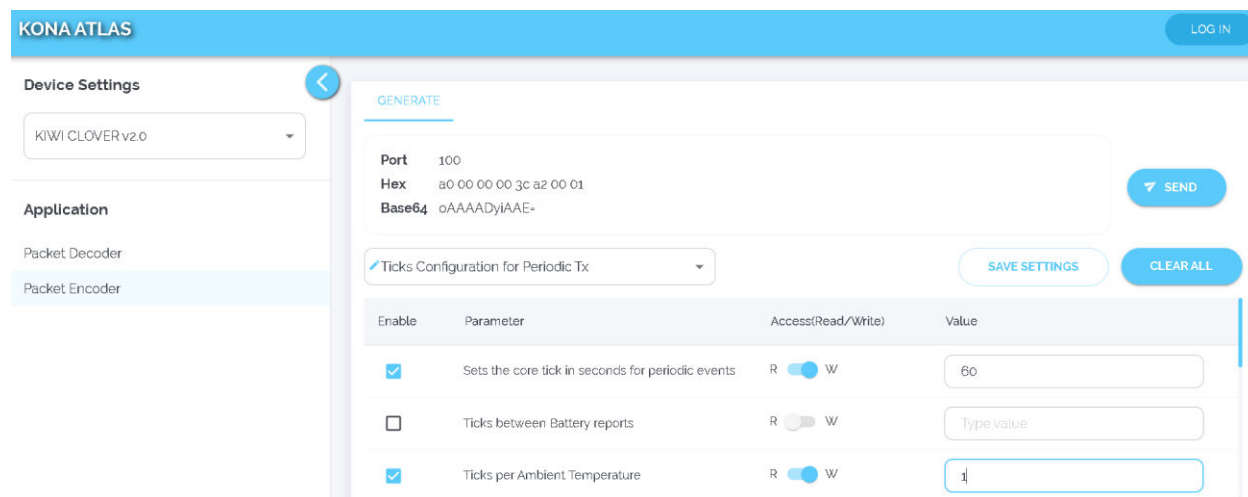 KONA ATLAS
LOG IN
Device Settings
KIWI CLOVER v2.0
Application
Packet Decoder
Packet Encoder
GENERATE
Port 100
Hex a0 00 00 00 3c a2 00 01
Base64 oAAAADyiAAE=
SEND
Ticks Configuration for Periodic Tx
SAVE SETTINGS
CLEAR ALL
Enable Parameter Access(Read/Write) Value
Sets the core tick in seconds for periodic events R W 60
Ticks between Battery reports R W Type value
Ticks per Ambient Temperature R W 1